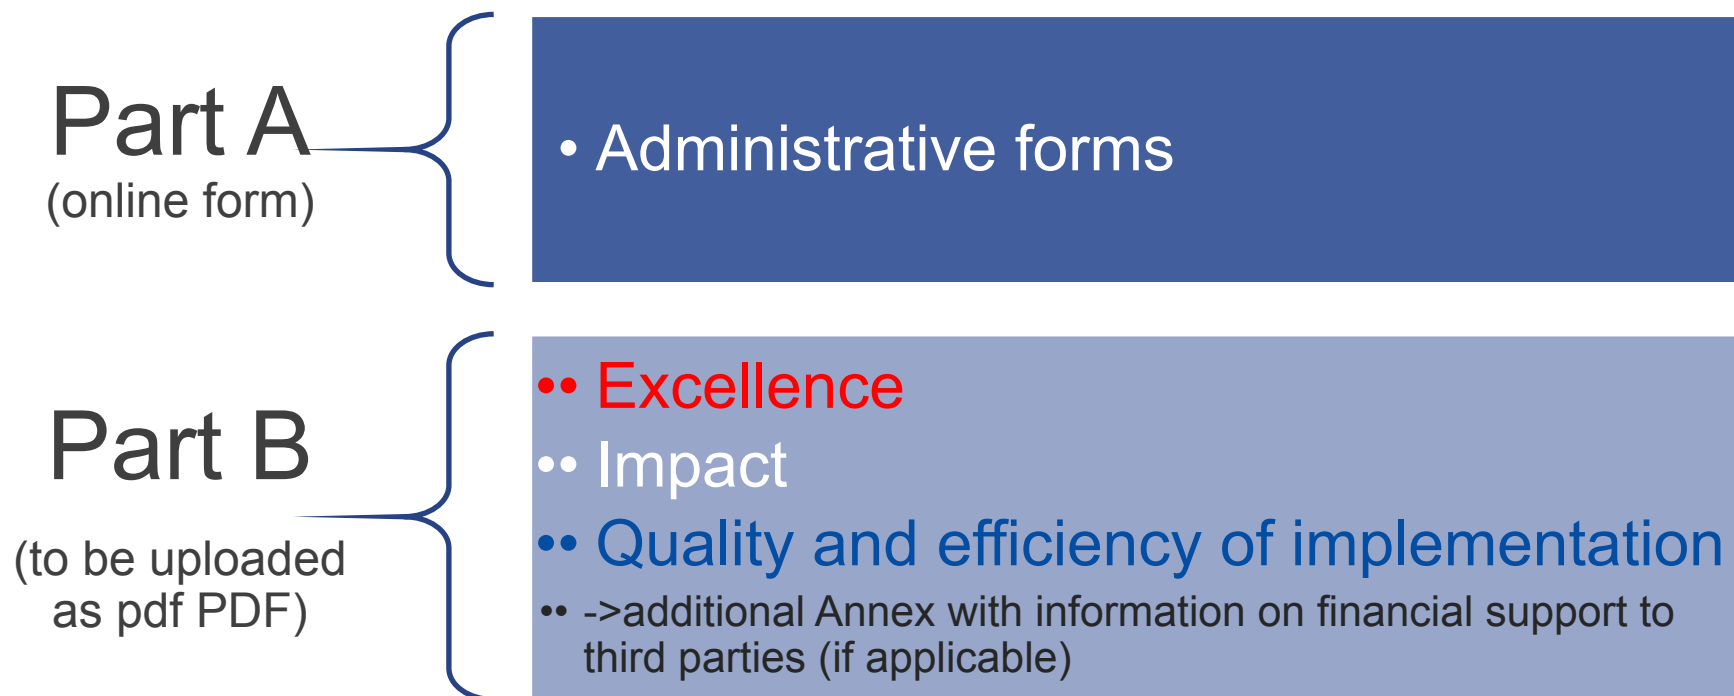 Part A
(online form)
• Administrative forms
Part B
(to be uploaded
as pdf PDF)
•• Excellence
•• Impact
•• Quality and efficiency of implementation
•• ->additional Annex with information on financial support to
third parties (if applicable)